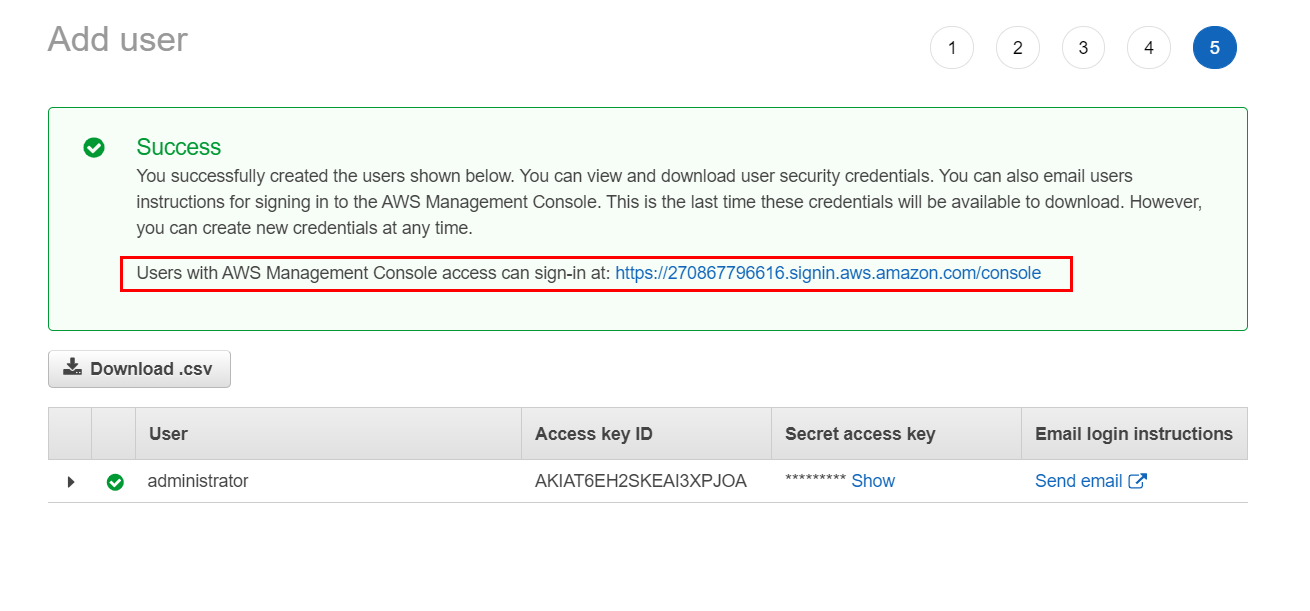 Add user
1 2 3 4 5
Success
You successfully created the users shown below. You can view and download user security credentials. You can also email users
instructions for signing in to the AWS Management Console. This is the last time these credentials will be available to download. However,
you can create new credentials at any time.
Users with AWS Management Console access can sign-in at: https://270867796616.signin.aws.amazon.com/console
Download .csv
User Access key ID Secret access key Email login instructions
administrator AKIAT6EH2SKEAI3XPJOA ********* Show Send email